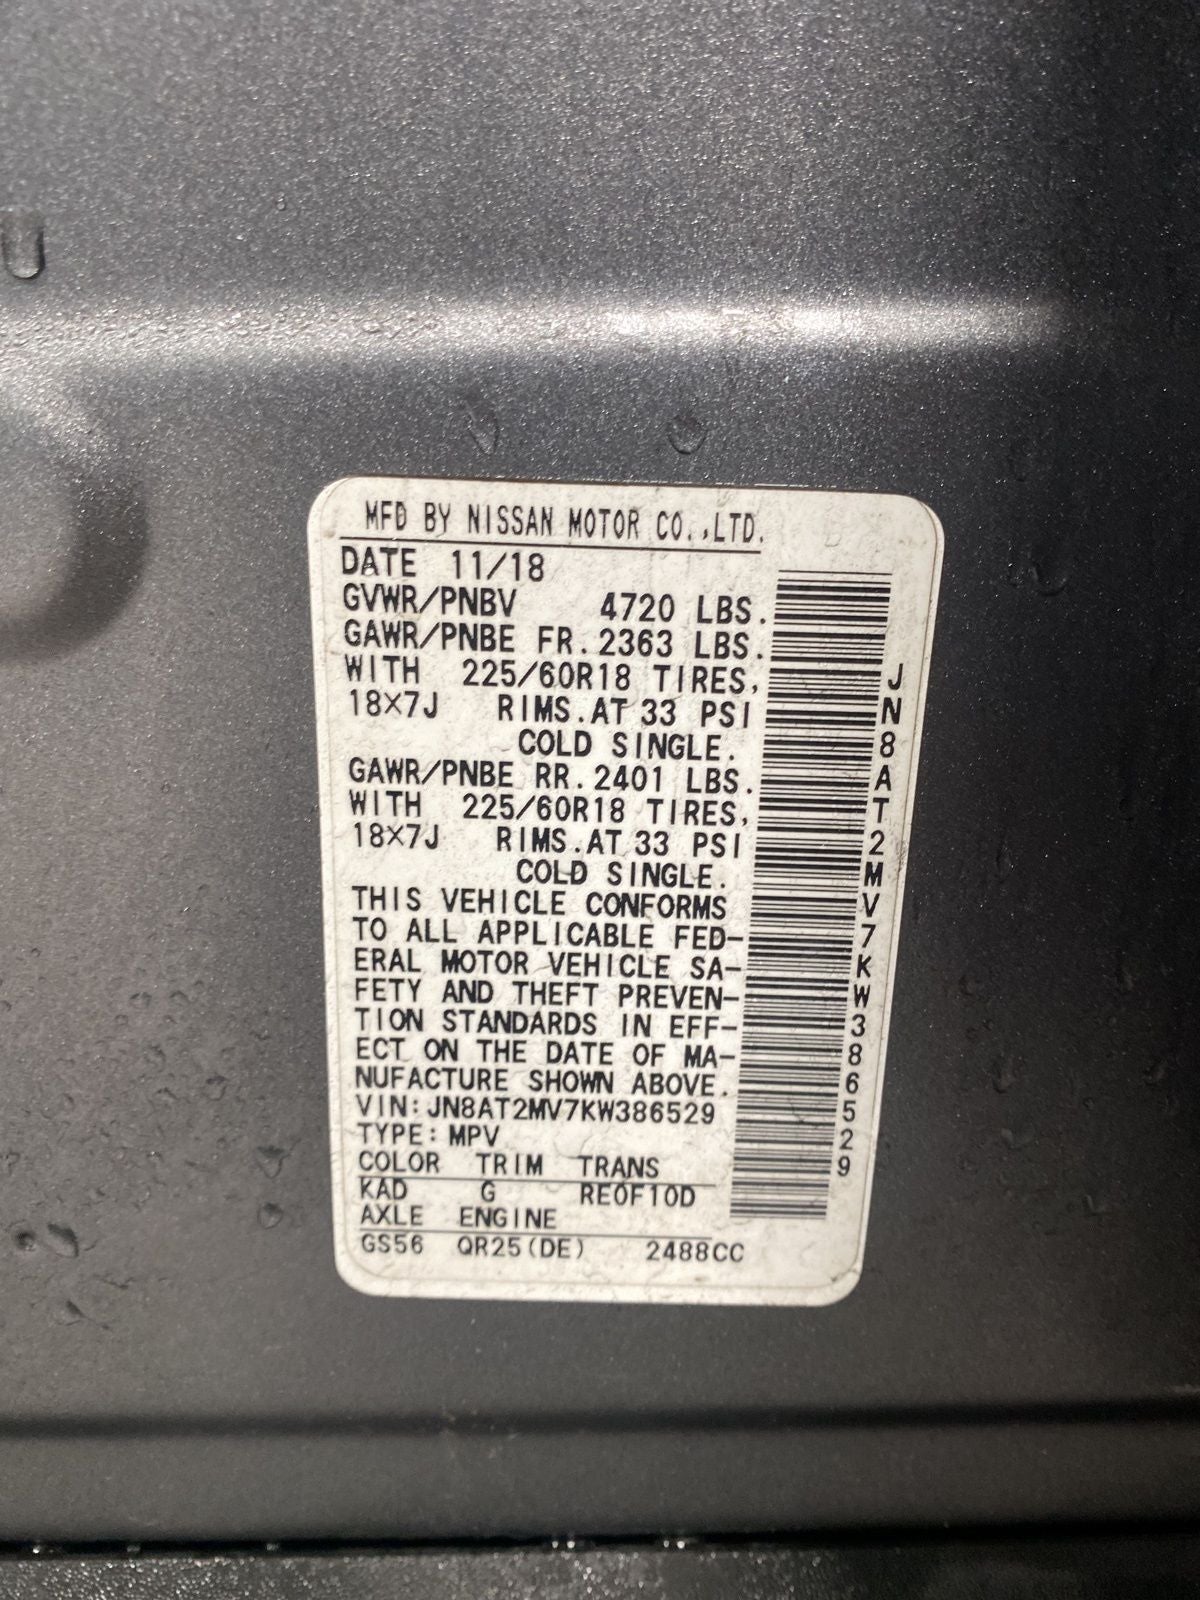 MFD BY NISSAN MOTOR CO.,LTD.
DATE 11/18
GVWR/PNBV 4720 LBS.
GAWR/PNBE FR. 2363 LBS.
WITH 225/60R18 TIRES,
18×7J RIMS. AT 33 PSI
COLD SINGLE.
GAWR/PNBE RR. 2401 LBS.
WITH 225/60R18 TIRES,
18×7J RIMS. AT 33 PSI
COLD SINGLE.
THIS VEHICLE CONFORMS
TO ALL APPLICABLE FED-
ERAL MOTOR VEHICLE SA-
FETY AND THEFT PREVEN-
TION STANDARDS IN EFF-
ECT ON THE DATE OF MA-
NUFACTURE SHOWN ABOVE.
VIN: JN8AT2MV7KW386529
TYPE: MPV
COLOR TRIM TRANS
KAD G RE0F10D
AXLE ENGINE
GS56 QR25(DE) 2488CC
JN8AT2MV7KW386529